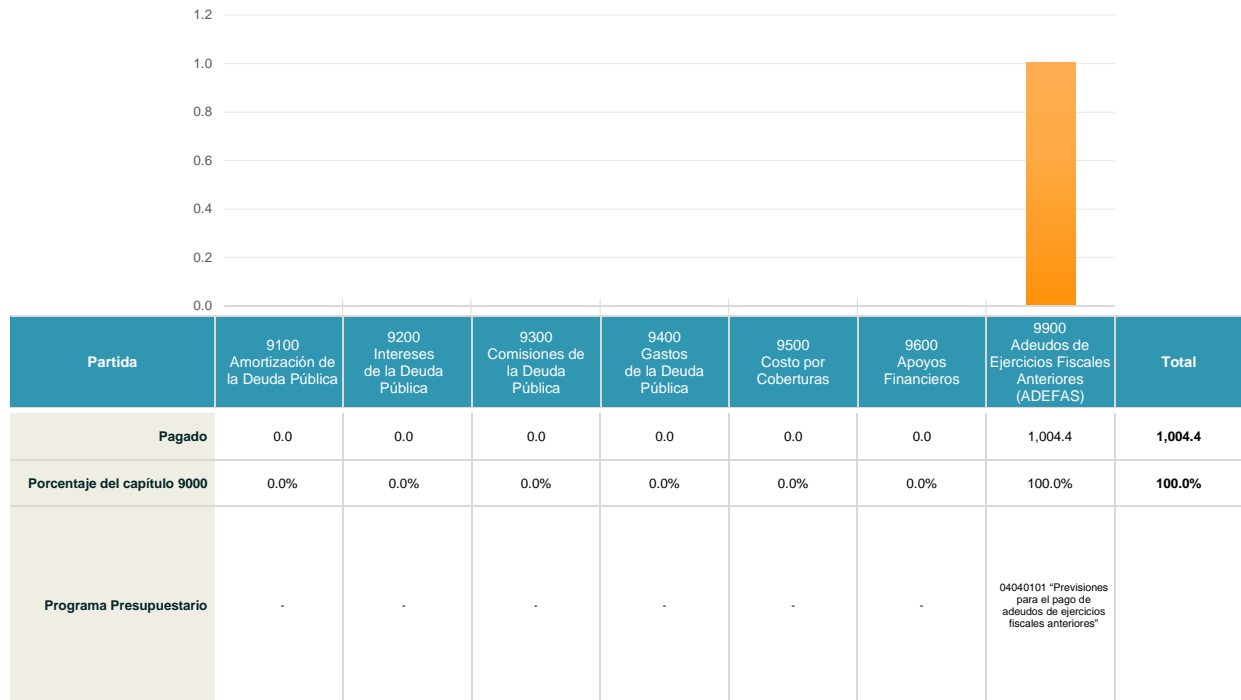 1.2
1.0
0.8
0.6
0.4
0.2
0.0
Partida
9100
Amortización de
la Deuda Pública
9200
Intereses
de la Deuda
Pública
9300
Comisiones de
la Deuda
Pública
9400
Gastos
de la Deuda
Pública
9500
Costo por
Coberturas
9600
Apoyos
Financieros
9900
Adeudos de
Ejercicios Fiscales
Anteriores
(ADEFAS)
Total
Pagado 0.0 0.0 0.0 0.0 0.0 0.0 1,004.4 1,004.4
Porcentaje del capítulo 9000 0.0% 0.0% 0.0% 0.0% 0.0% 0.0% 100.0% 100.0%
Programa Presupuestario - - - - - -
04040101 “Previsiones
para el pago de
adeudos de ejercicios
fiscales anteriores”